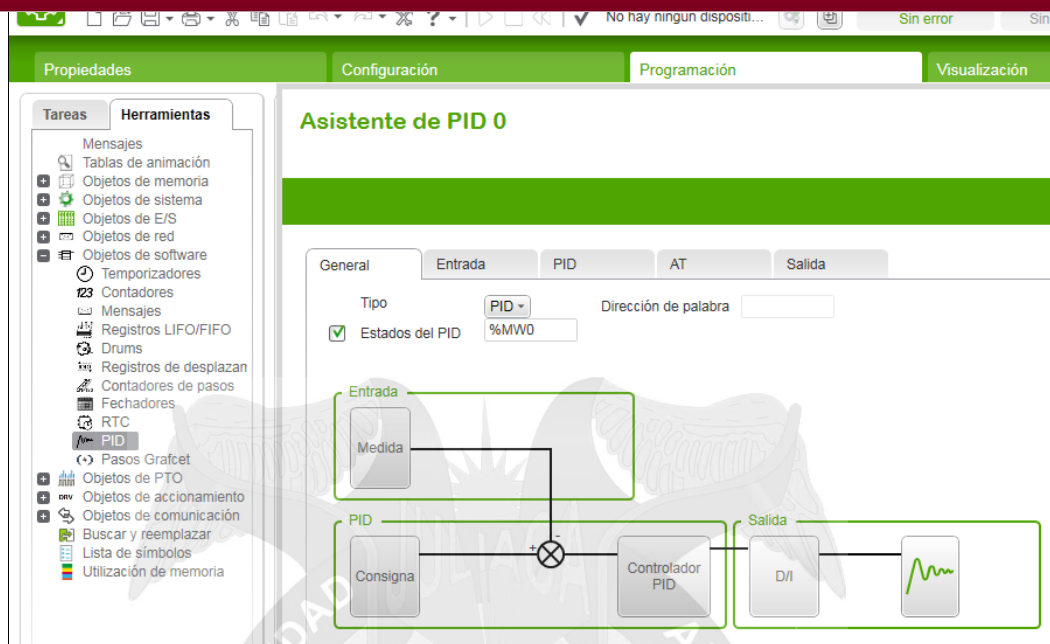 No hay ningún dispositi...
Sin error
Sin
Propiedades
Configuración
Programación
Visualización
Tareas
Herramientas
Mensajes
Tablas de animación
Objetos de memoria
Objetos de sistema
Objetos de E/S
Objetos de red
Objetos de software
Temporizadores
123 Contadores
Mensajes
Registros LIFO/FIFO
Drums
Registros de desplazan
Contadores de pasos
Fechadores
RTC
PID
Pasos Grafcet
Objetos de PTO
DRV Objetos de accionamiento
Objetos de comunicación
Buscar y reemplazar
Lista de símbolos
Utilización de memoria
Asistente de PID 0
General
Entrada
PID
AT
Salida
Tipo
PID
Dirección de palabra
Estados del PID
%MW0
Entrada
Medida
PID
Consigna
+
-
Controlador
PID
Salida
D/I